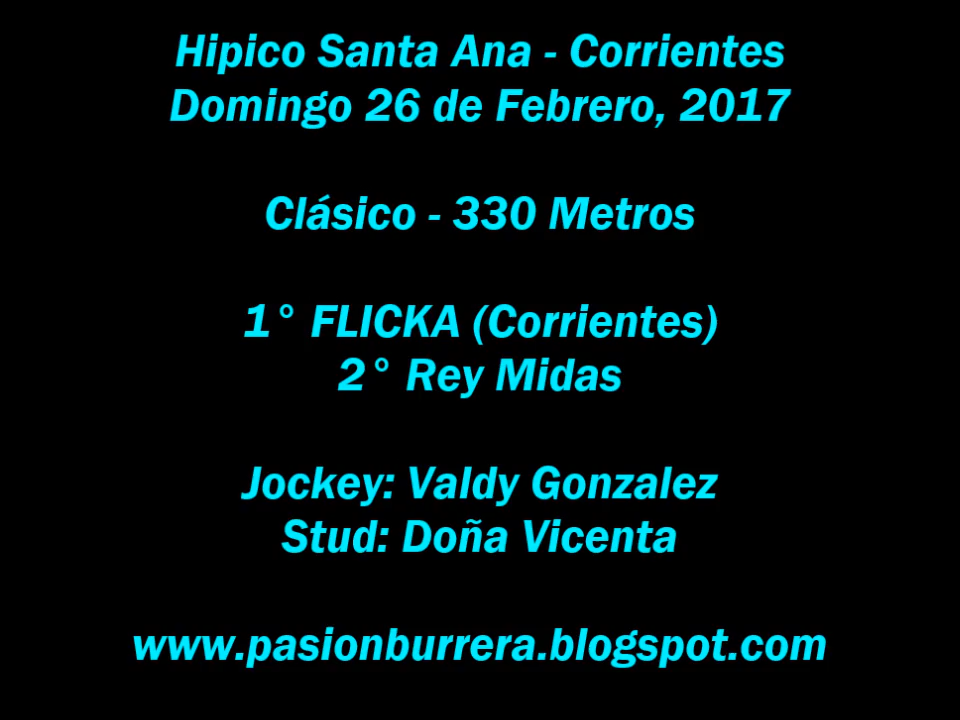 Hipico Santa Ana - Corrientes
Domingo 26 de Febrero, 2017
Clásico - 330 Metros
1° FLICKA (Corrientes)
2° Rey Midas
Jockey: Valdy Gonzalez
Stud: Doña Vicenta
www.pasionburrera.blogspot.com